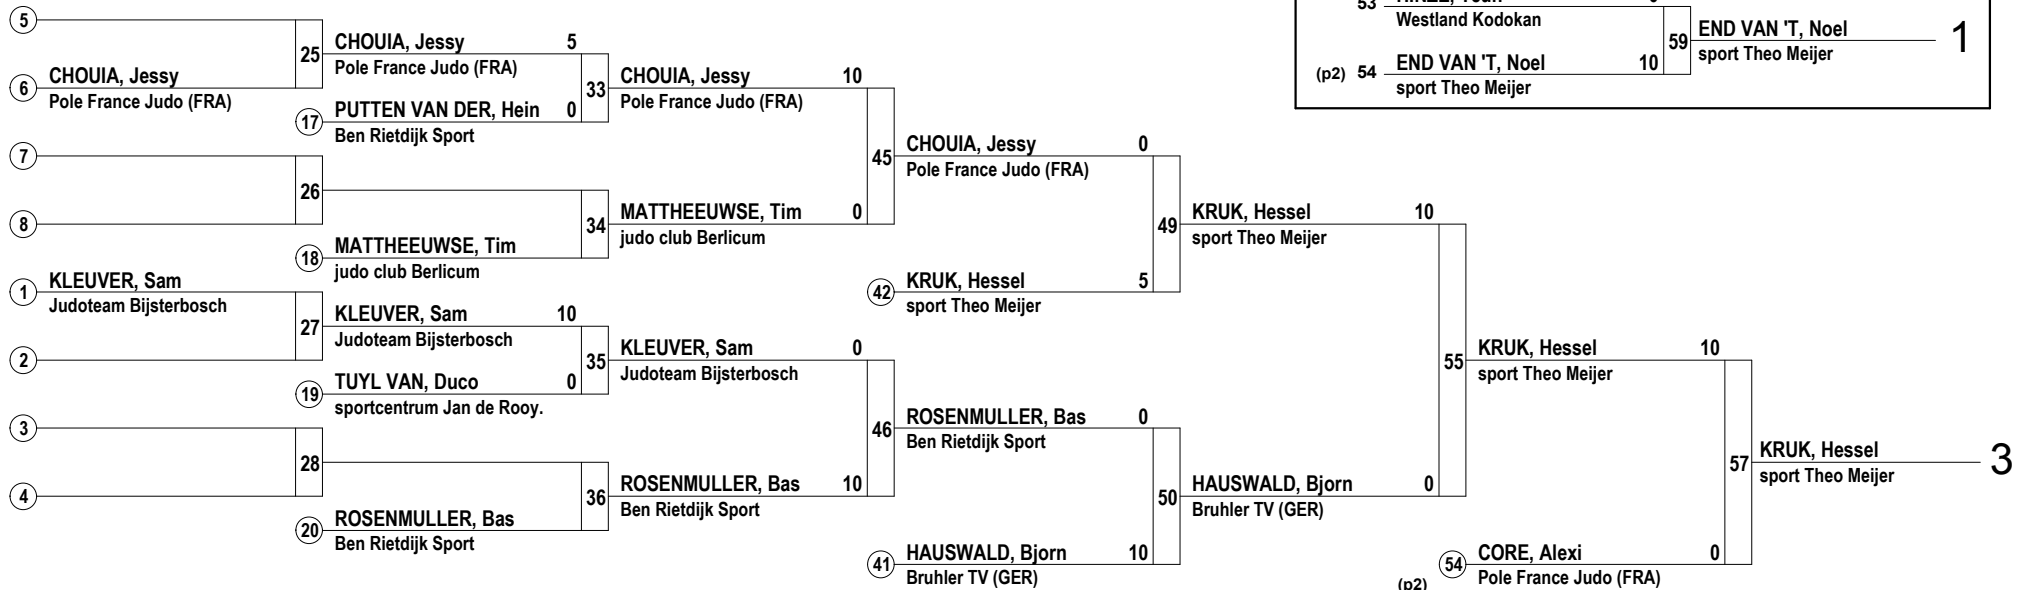 5
25
CHOUIA, Jessy 5
Pole France Judo (FRA)
6 CHOUIA, Jessy
Pole France Judo (FRA)
33
CHOUIA, Jessy 10
Pole France Judo (FRA)
17 PUTTEN VAN DER, Hein 0
Ben Rietdijk Sport
7
26
8
45
CHOUIA, Jessy 0
Pole France Judo (FRA)
34
MATTHEEUWSE, Tim 0
judo club Berlicum
18 MATTHEEUWSE, Tim
judo club Berlicum
49
KRUK, Hessel 10
sport Theo Meijer
42 KRUK, Hessel 5
sport Theo Meijer
1 KLEUVER, Sam
Judoteam Bijsterbosch
27
KLEUVER, Sam 10
Judoteam Bijsterbosch
2
35
KLEUVER, Sam 0
Judoteam Bijsterbosch
19 TUYL VAN, Duco 0
sportcentrum Jan de Rooy.
3
28
4
46
ROSENMULLER, Bas 0
Ben Rietdijk Sport
36
ROSENMULLER, Bas 10
Ben Rietdijk Sport
20 ROSENMULLER, Bas
Ben Rietdijk Sport
50
HAUSWALD, Bjorn 0
Bruhler TV (GER)
41 HAUSWALD, Bjorn 10
Bruhler TV (GER)
55
KRUK, Hessel 10
sport Theo Meijer
57
KRUK, Hessel
sport Theo Meijer
3
(p2) 54 CORE, Alexi 0
Pole France Judo (FRA)
53
Westland Kodokan
59
END VAN 'T, Noel
sport Theo Meijer
1
(p2) 54 END VAN 'T, Noel 10
sport Theo Meijer